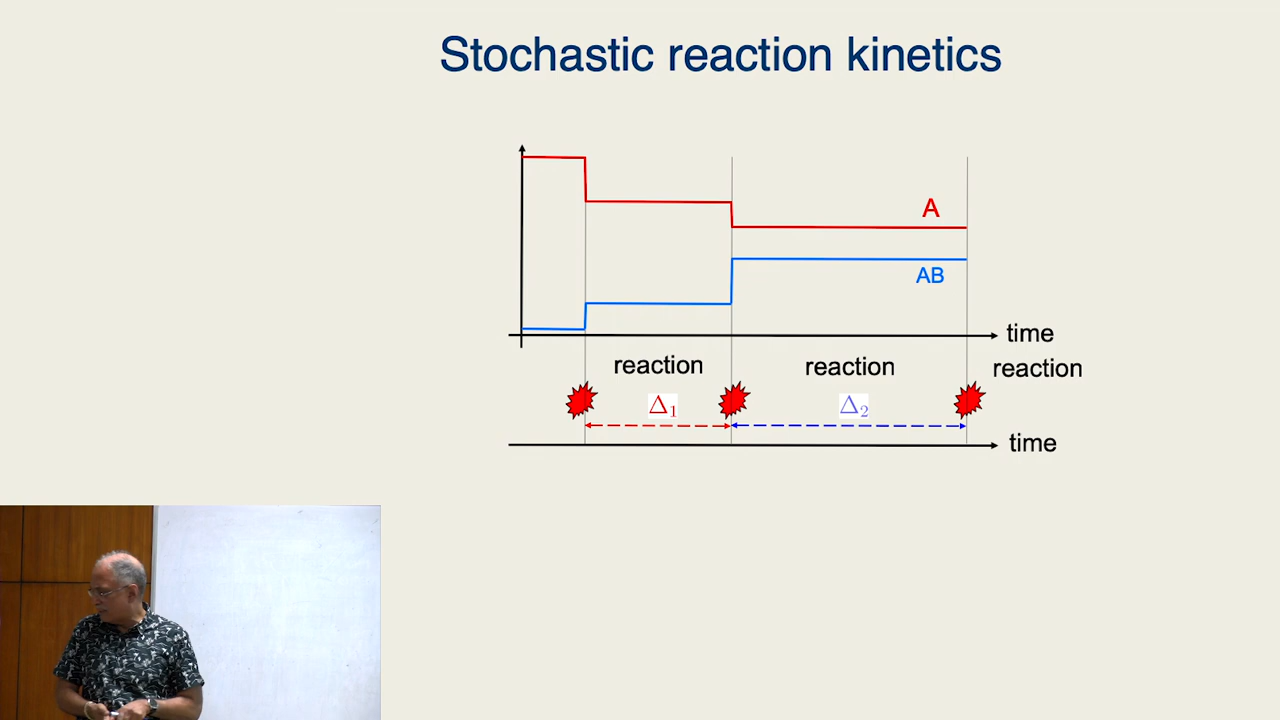 Stochastic reaction kinetics
A
AB
time
reaction reaction reaction
Δ₁ Δ₂
time